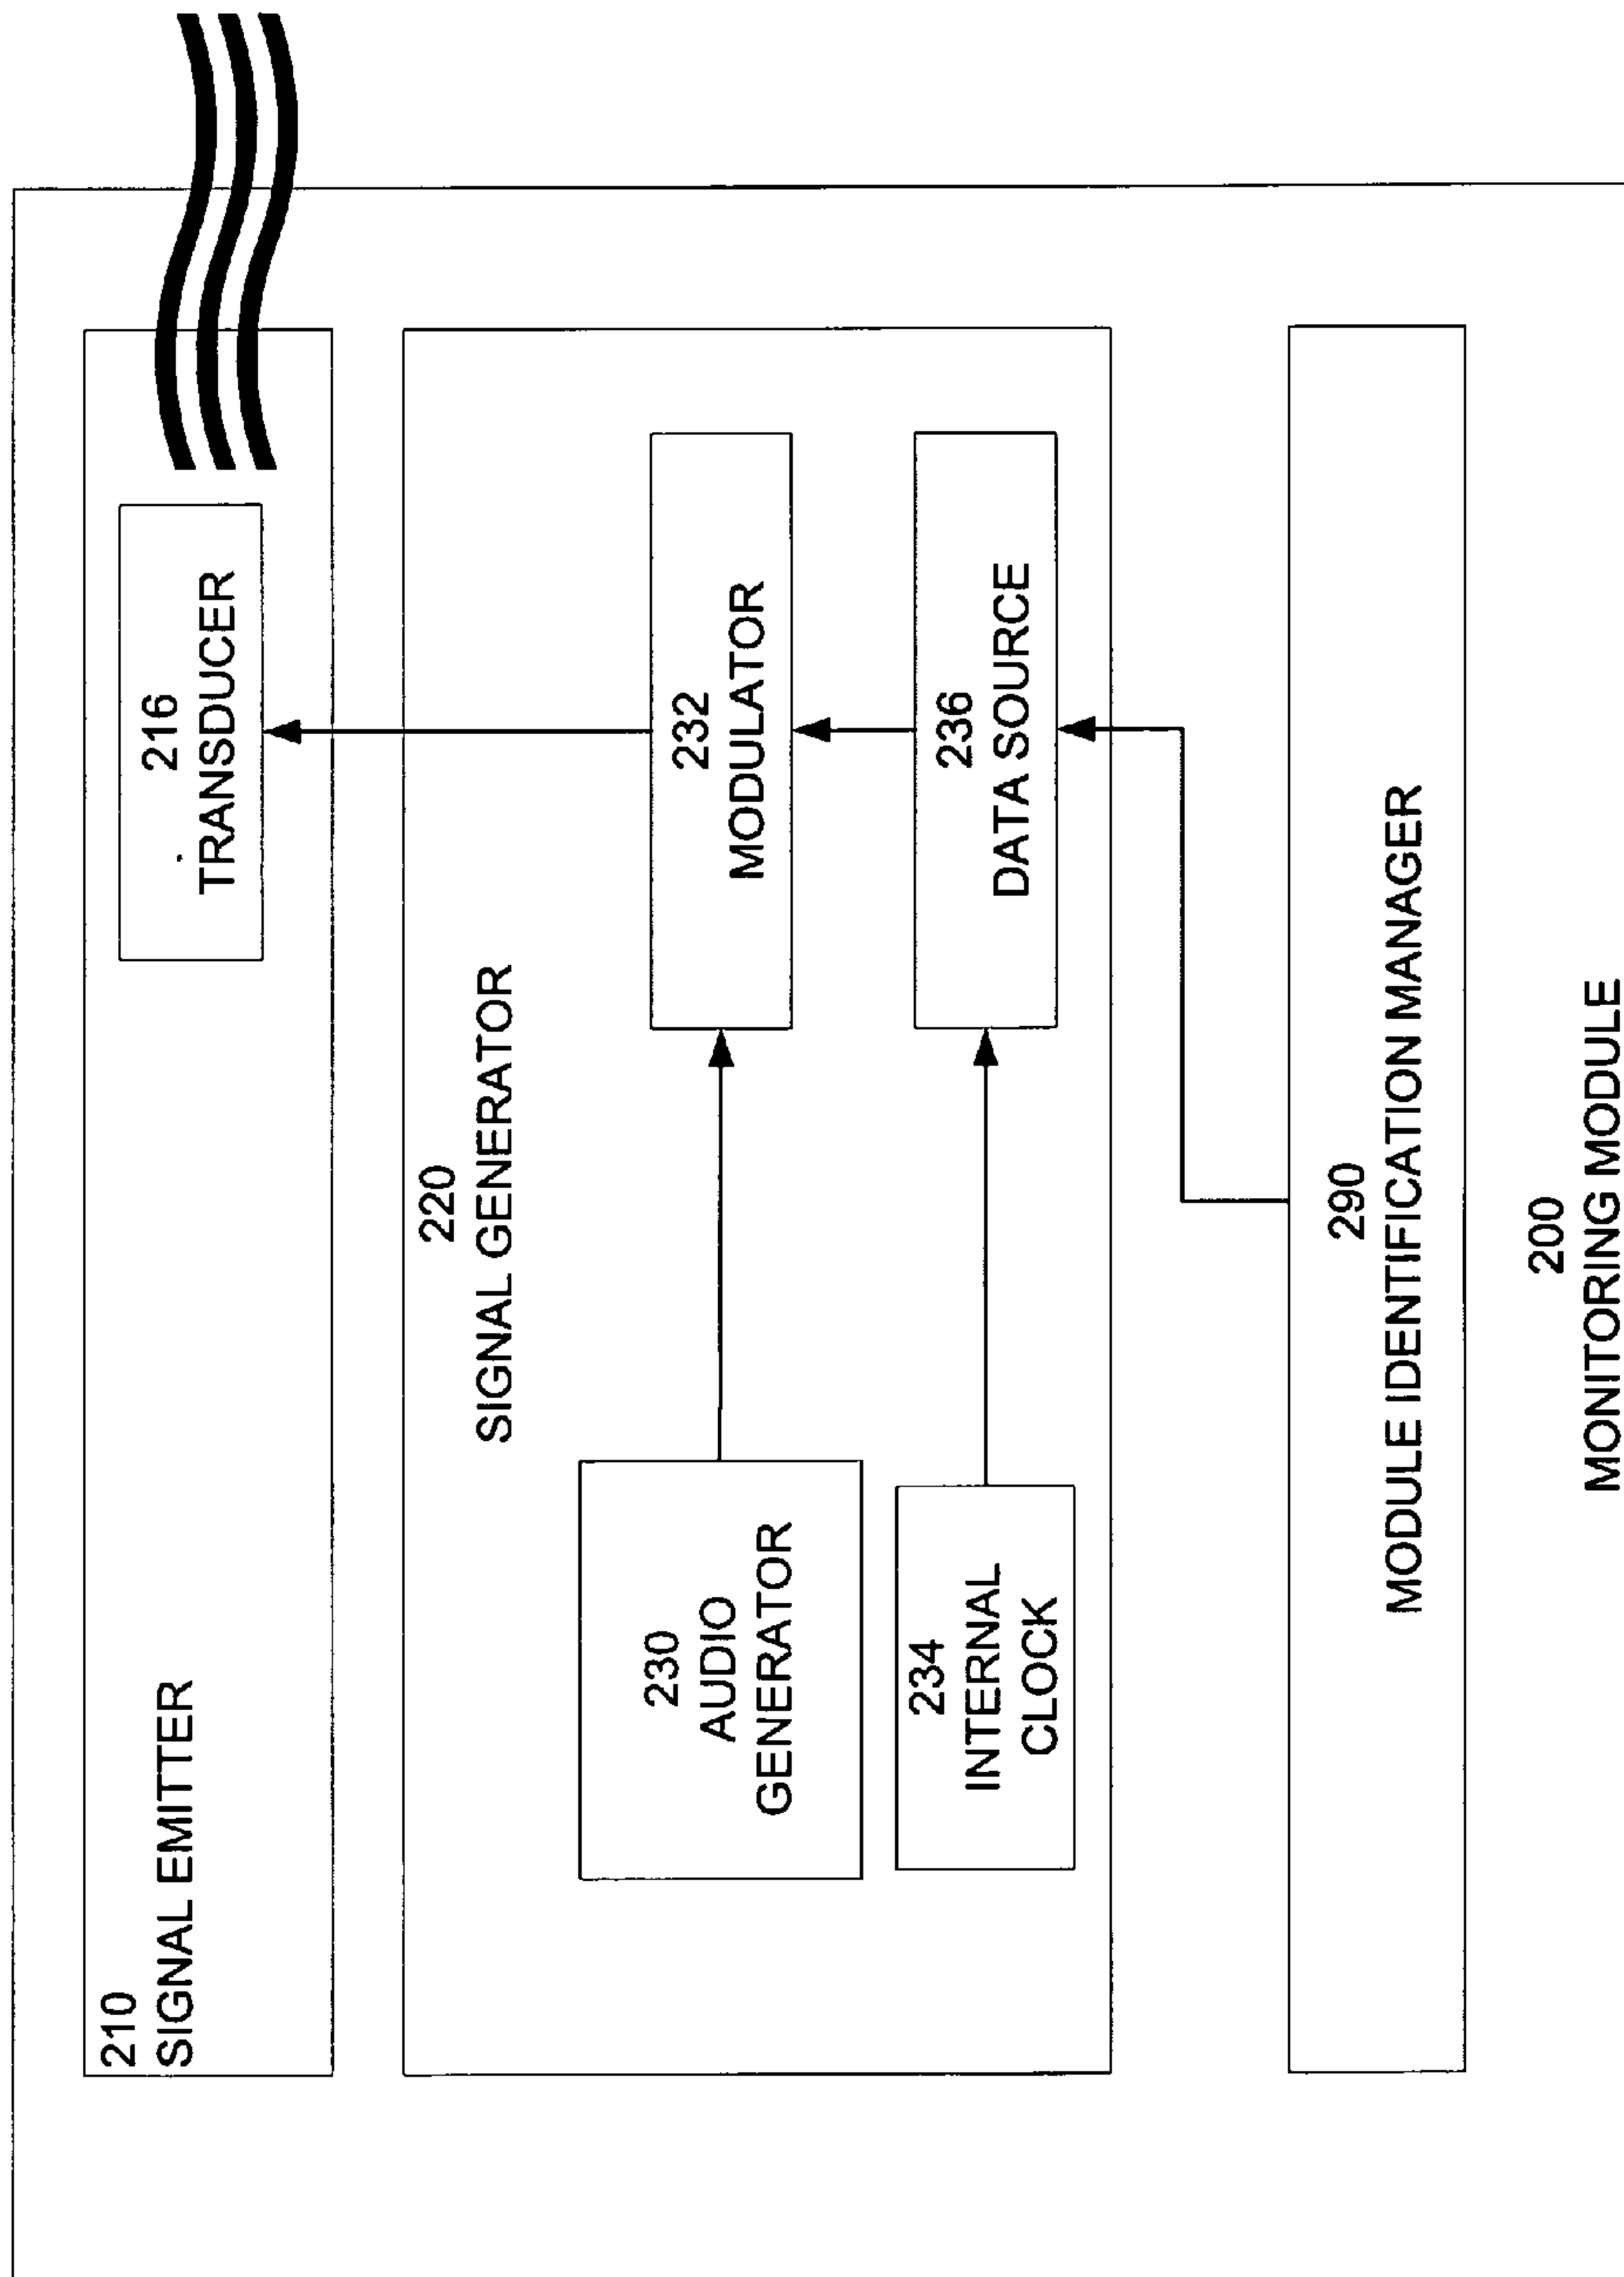 210
SIGNAL EMITTER
216
TRANSDUCER
220
SIGNAL GENERATOR
230
AUDIO
GENERATOR
232
MODULATOR
234
INTERNAL
CLOCK
236
DATA SOURCE
290
MODULE IDENTIFICATION MANAGER
200
MONITORING MODULE